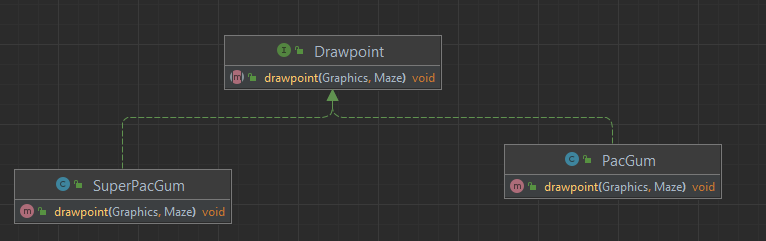 I Drawpoint
m drawpoint(Graphics, Maze) void
C SuperPacGum
m drawpoint(Graphics, Maze) void
C PacGum
m drawpoint(Graphics, Maze) void